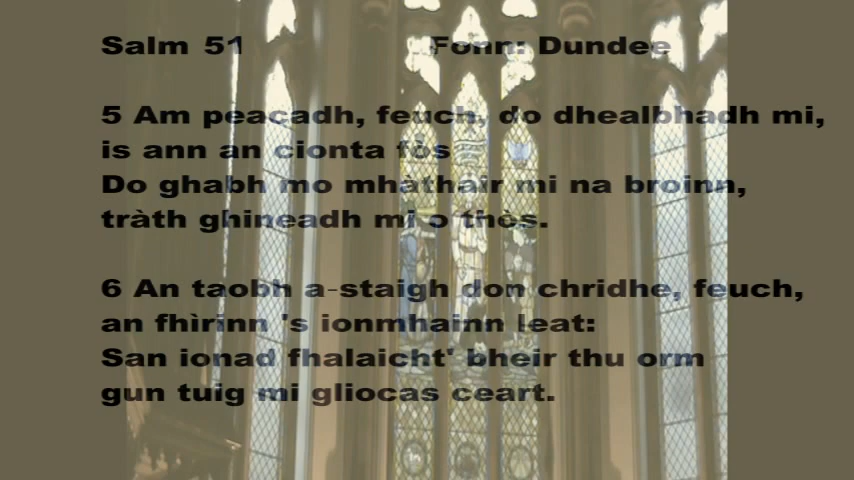 Salm 51 Fonn: Dundee
5 Am peacadh, feuch, do dhealbhadh mi,
is ann an cionta fòs
Do ghabh mo mhàthair mi na broinn,
tràth ghineadh mi o thòs.
6 An taobh a-staigh don chridhe, feuch,
an fhìrinn 's ionmhainn leat:
San ionad fhalaicht' bheir thu orm
gun tuig mi gliocas ceart.